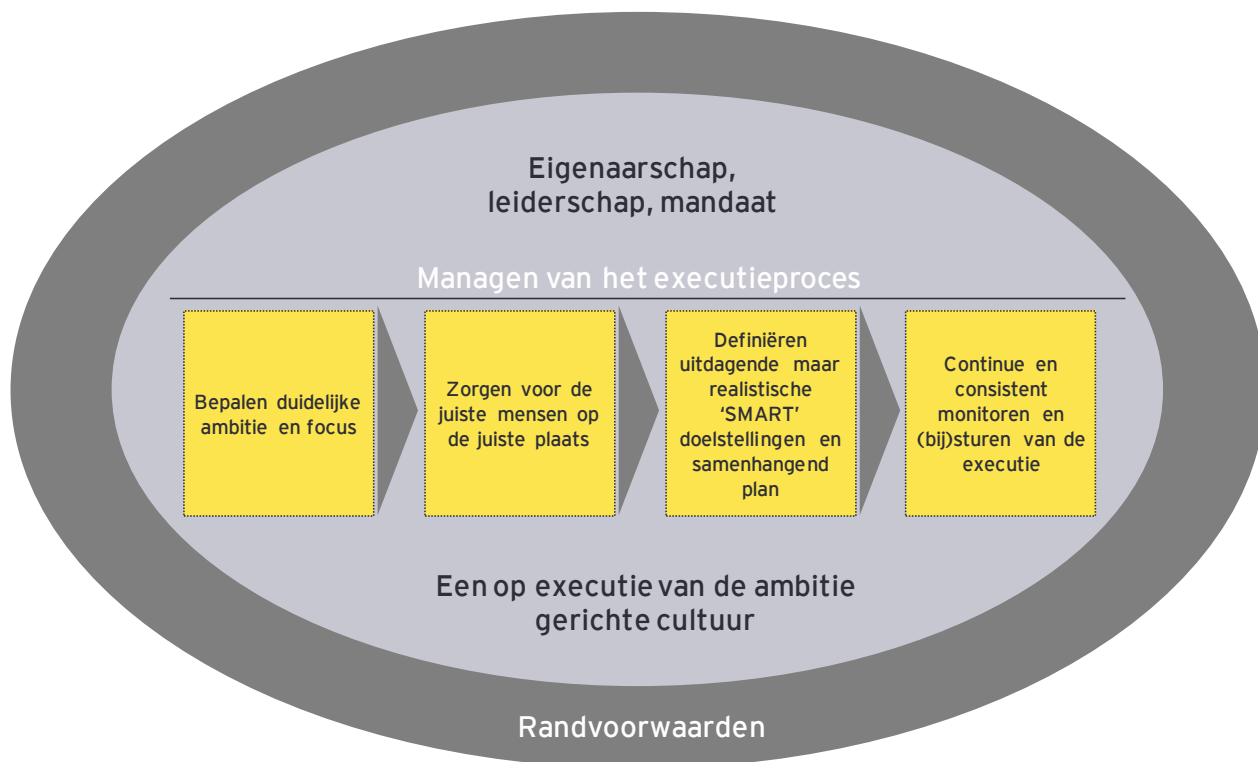 Eigenaarschap,
leiderschap, mandaat
Managen van het executieproces
Bepalen duidelijke
ambitie en focus
Zorgen voor de
juiste mensen op
de juiste plaats
Definiëren
uitdagende maar
realistische
‘SMART’
doelstellingen en
samenhangend
plan
Continue en
consistent
monitoren en
(bij)sturen van de
executie
Een op executie van de ambitie
gerichte cultuur
Randvoorwaarden